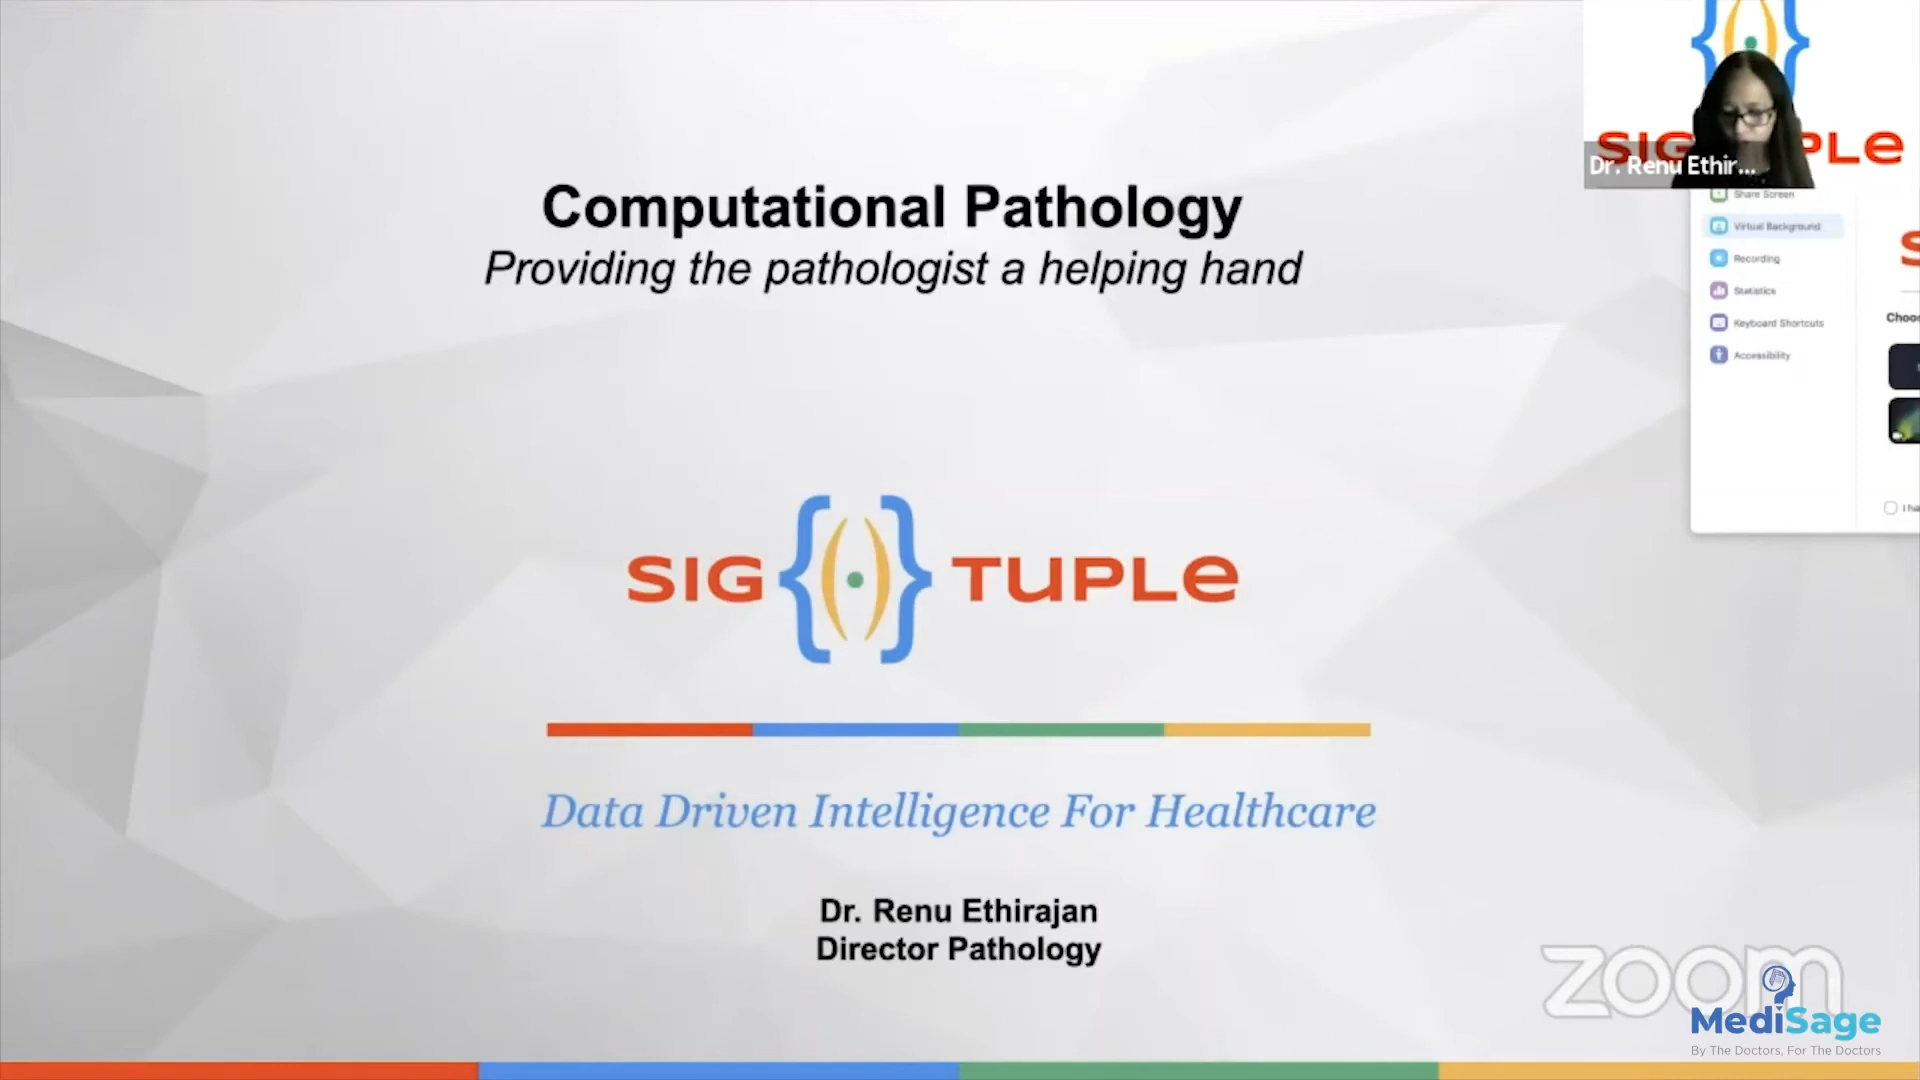 Computational Pathology
Providing the pathologist a helping hand
SIG TUPLE
Data Driven Intelligence For Healthcare
Dr. Renu Ethirajan
Director Pathology
Dr. Renu Ethir...
Share Screen
Virtual Background
Recording
Statistics
Keyboard Shortcuts
Accessibility
zoom
MediSage
By The Doctors, For The Doctors